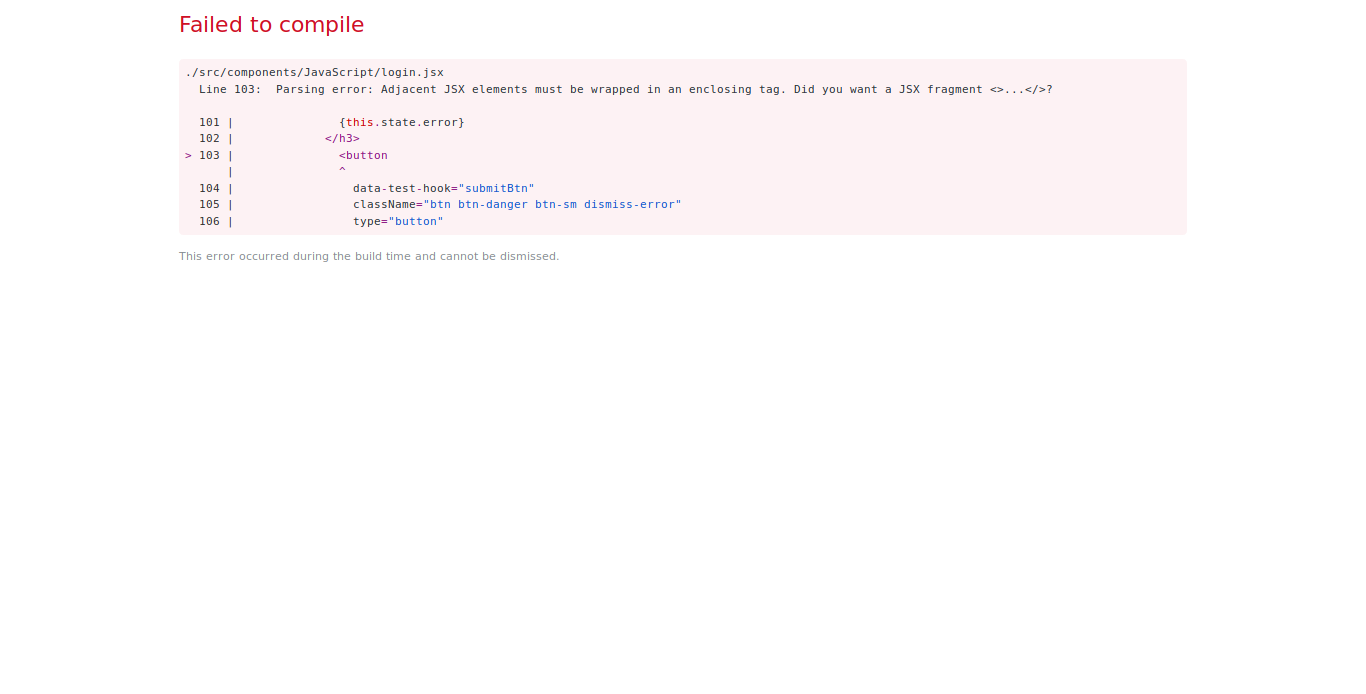 Failed to compile
./src/components/JavaScript/login.jsx
  Line 103:  Parsing error: Adjacent JSX elements must be wrapped in an enclosing tag. Did you want a JSX fragment <>...</>?
  101 |               {this.state.error}
  102 |             </h3>
> 103 |               <button
      |               ^
  104 |                 data-test-hook="submitBtn"
  105 |                 className="btn btn-danger btn-sm dismiss-error"
  106 |                 type="button"
This error occurred during the build time and cannot be dismissed.